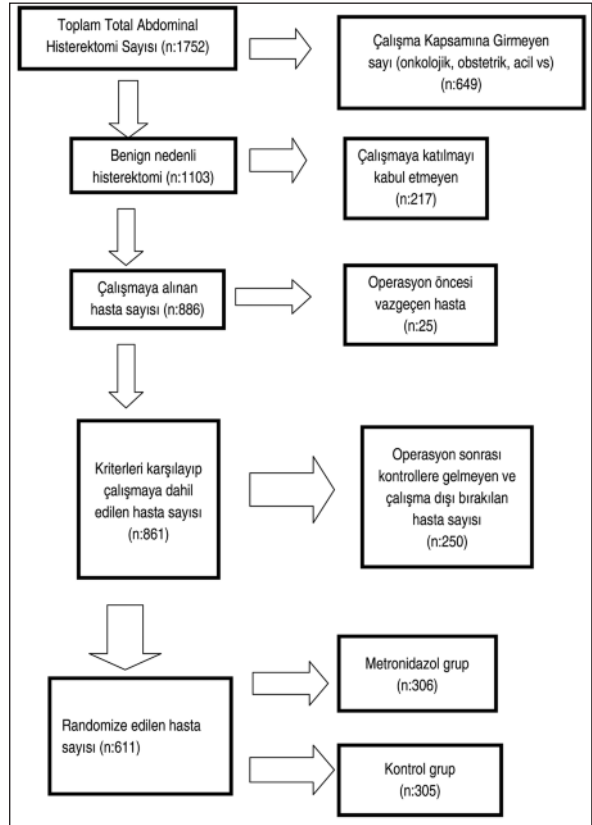 Toplam Total Abdominal
Histerektomi Sayısı (n:1752)
Çalışma Kapsamına Girmeyen
sayı (onkolojik, obstetrik, acil vs)
(n:649)
Benign nedenli
histerektomi (n:1103)
Çalışmaya katılmayı
kabul etmeyen
(n:217)
Çalışmaya alınan
hasta sayısı (n:886)
Operasyon öncesi
vazgeçen hasta
(n:25)
Kriterleri karşılayıp
çalışmaya dahil
edilen hasta sayısı
(n:861)
Operasyon sonrası
kontrollere gelmeyen ve
çalışma dışı bırakılan
hasta sayısı
(n:250)
Randomize edilen hasta
sayısı (n:611)
Metronidazol grup
(n:306)
Kontrol grup
(n:305)